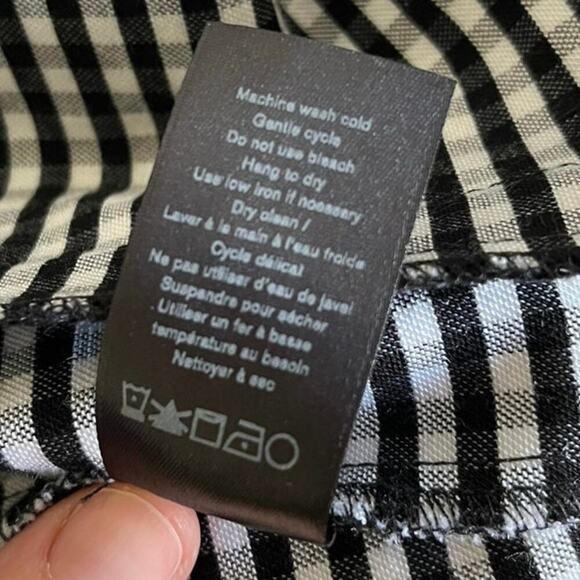 Machine wash cold
Gentle cycle
Do not use bleach
Hang to dry
Use low iron if necessary
Dry clean /
Laver à la main à l'eau froide
Cycle délicat
Ne pas utiliser d'eau de javel
Suspendre pour sécher
Utiliser un fer à basse
température au besoin
Nettoyer à sec